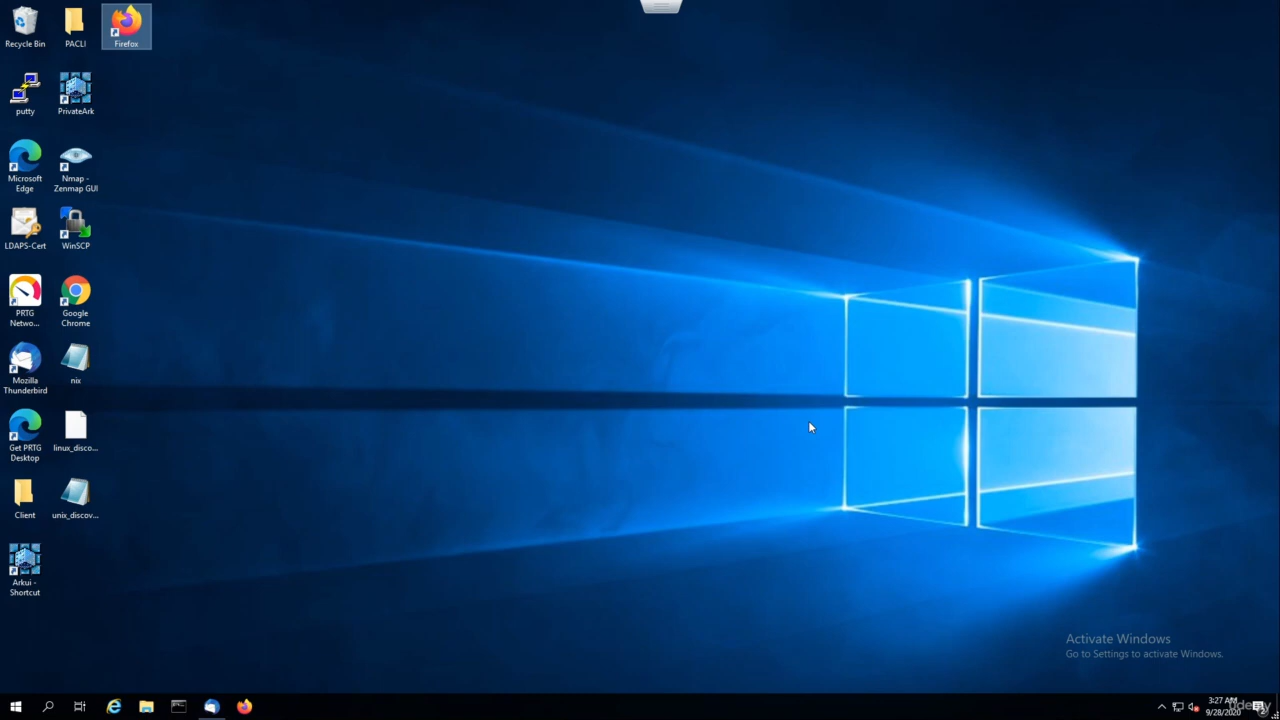 Recycle Bin
PACLI
Firefox
putty
PrivateArk
Microsoft
Edge
Nmap -
Zenmap GUI
LDAPS-Cert
WinSCP
PRTG
Netwo...
Google
Chrome
Mozilla
Thunderbird
nix
Get PRTG
Desktop
linux_disco...
Client
unix_discov...
Arkui -
Shortcut
Activate Windows
Go to Settings to activate Windows.
3:27 AM
9/28/2020
udemy
2